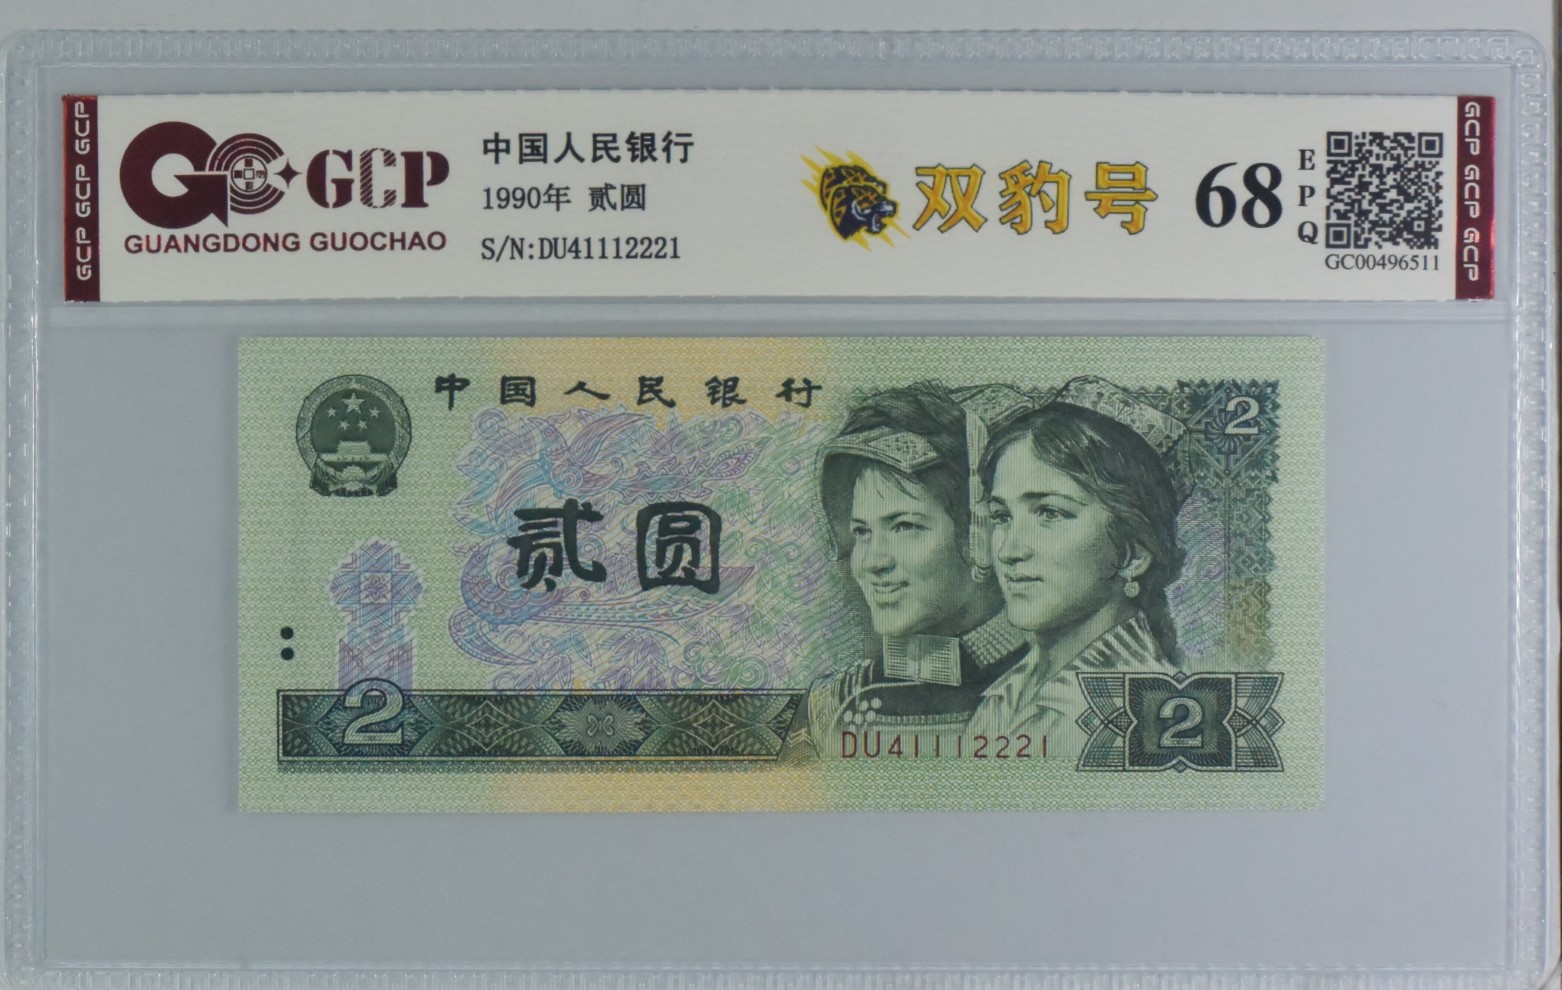 GCP GCP GCP
GCP
GUANGDONG GUOCHAO
中国人民银行
1990年 贰圆
S/N:DU41112221
双豹号
68
EPQ
GC00496511
GCP GCP GCP
中国人民银行
2
贰圆
2
DU41112221
2